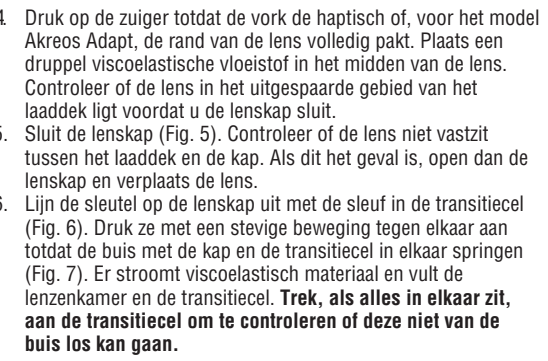 4. Druk op de zuiger totdat de vork de haptisch of, voor het model
Akreos Adapt, de rand van de lens volledig pakt. Plaats een
druppel viscoelastische vloeistof in het midden van de lens.
Controleer of de lens in het uitgespaarde gebied van het
laaddek ligt voordat u de lenskap sluit.
5. Sluit de lenskap (Fig. 5). Controleer of de lens niet vastzit
tussen het laaddek en de kap. Als dit het geval is, open dan de
lenskap en verplaats de lens.
6. Lijn de sleutel op de lenskap uit met de sleuf in de transitiecel
(Fig. 6). Druk ze met een stevige beweging tegen elkaar aan
totdat de buis met de kap en de transitiecel in elkaar springen
(Fig. 7). Er stroomt viscoelastisch materiaal en vult de
lenzenkamer en de transitiecel. Trek, als alles in elkaar zit,
aan de transitiecel om te controleren of deze niet van de
buis los kan gaan.